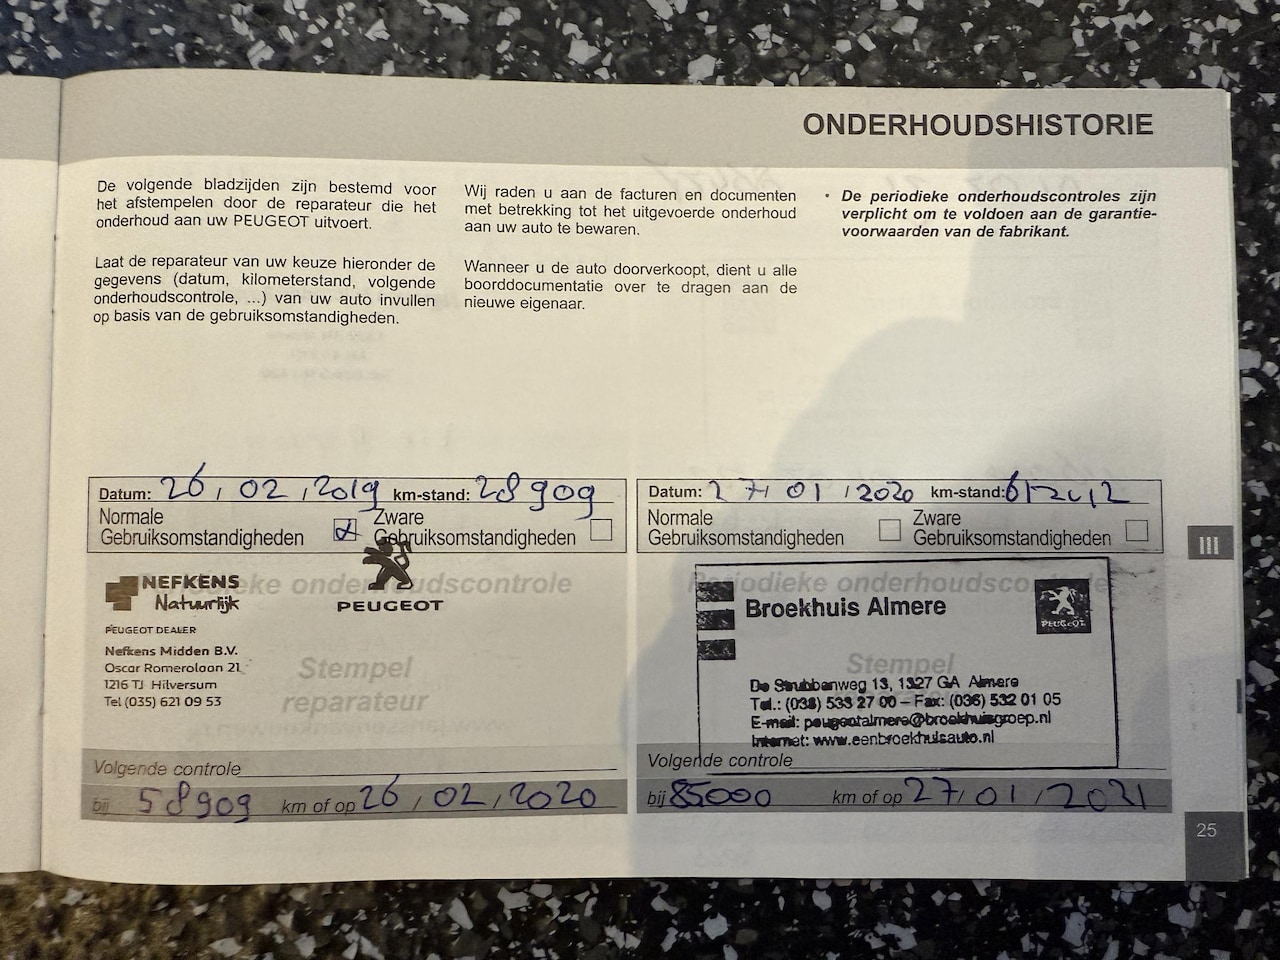 ONDERHOUDSHISTORIE
De volgende bladzijden zijn bestemd voor
het afstempelen door de reparateur die het
onderhoud aan uw PEUGEOT uitvoert.
Laat de reparateur van uw keuze hieronder de
gegevens (datum, kilometerstand, volgende
onderhoudscontrole, ...) van uw auto invullen
op basis van de gebruiksomstandigheden.
Wij raden u aan de facturen en documenten
met betrekking tot het uitgevoerde onderhoud
aan uw auto te bewaren.
Wanneer u de auto doorverkoopt, dient u alle
boorddocumentatie over te dragen aan de
nieuwe eigenaar.
• De periodieke onderhoudscontroles zijn
verplicht om te voldoen aan de garantie-
voorwaarden van de fabrikant.
Datum: 26, 02, 2019 km-stand: 28909
Normale
Gebruiksomstandigheden
Zware
Gebruiksomstandigheden
Periodieke onderhoudscontrole
NEFKENS
Natuurlijk
PEUGEOT
PEUGEOT DEALER
Nefkens Midden B.V.
Oscar Romerolaan 21
1216 TJ Hilversum
Tel (035) 621 09 53
Stempel
reparateur
Volgende controle
bij 58909 km of op 26, 02, 2020
Datum: 27, 01, 2020 km-stand:
Normale
Gebruiksomstandigheden
Zware
Gebruiksomstandigheden
Periodieke onderhoudscontrole
Broekhuis Almere
PEUGEOT
Stempel
De Strubbenweg 13, 1327 GA Almere
Tel.: (036) 533 27 00 – Fax: (036) 532 01 05
E-mail: peugeotalmere@broekhuisgroep.nl
Internet: www.eenbroekhuisauto.nl
Volgende controle
bij 85000 km of op 27, 01, 2021
III
25